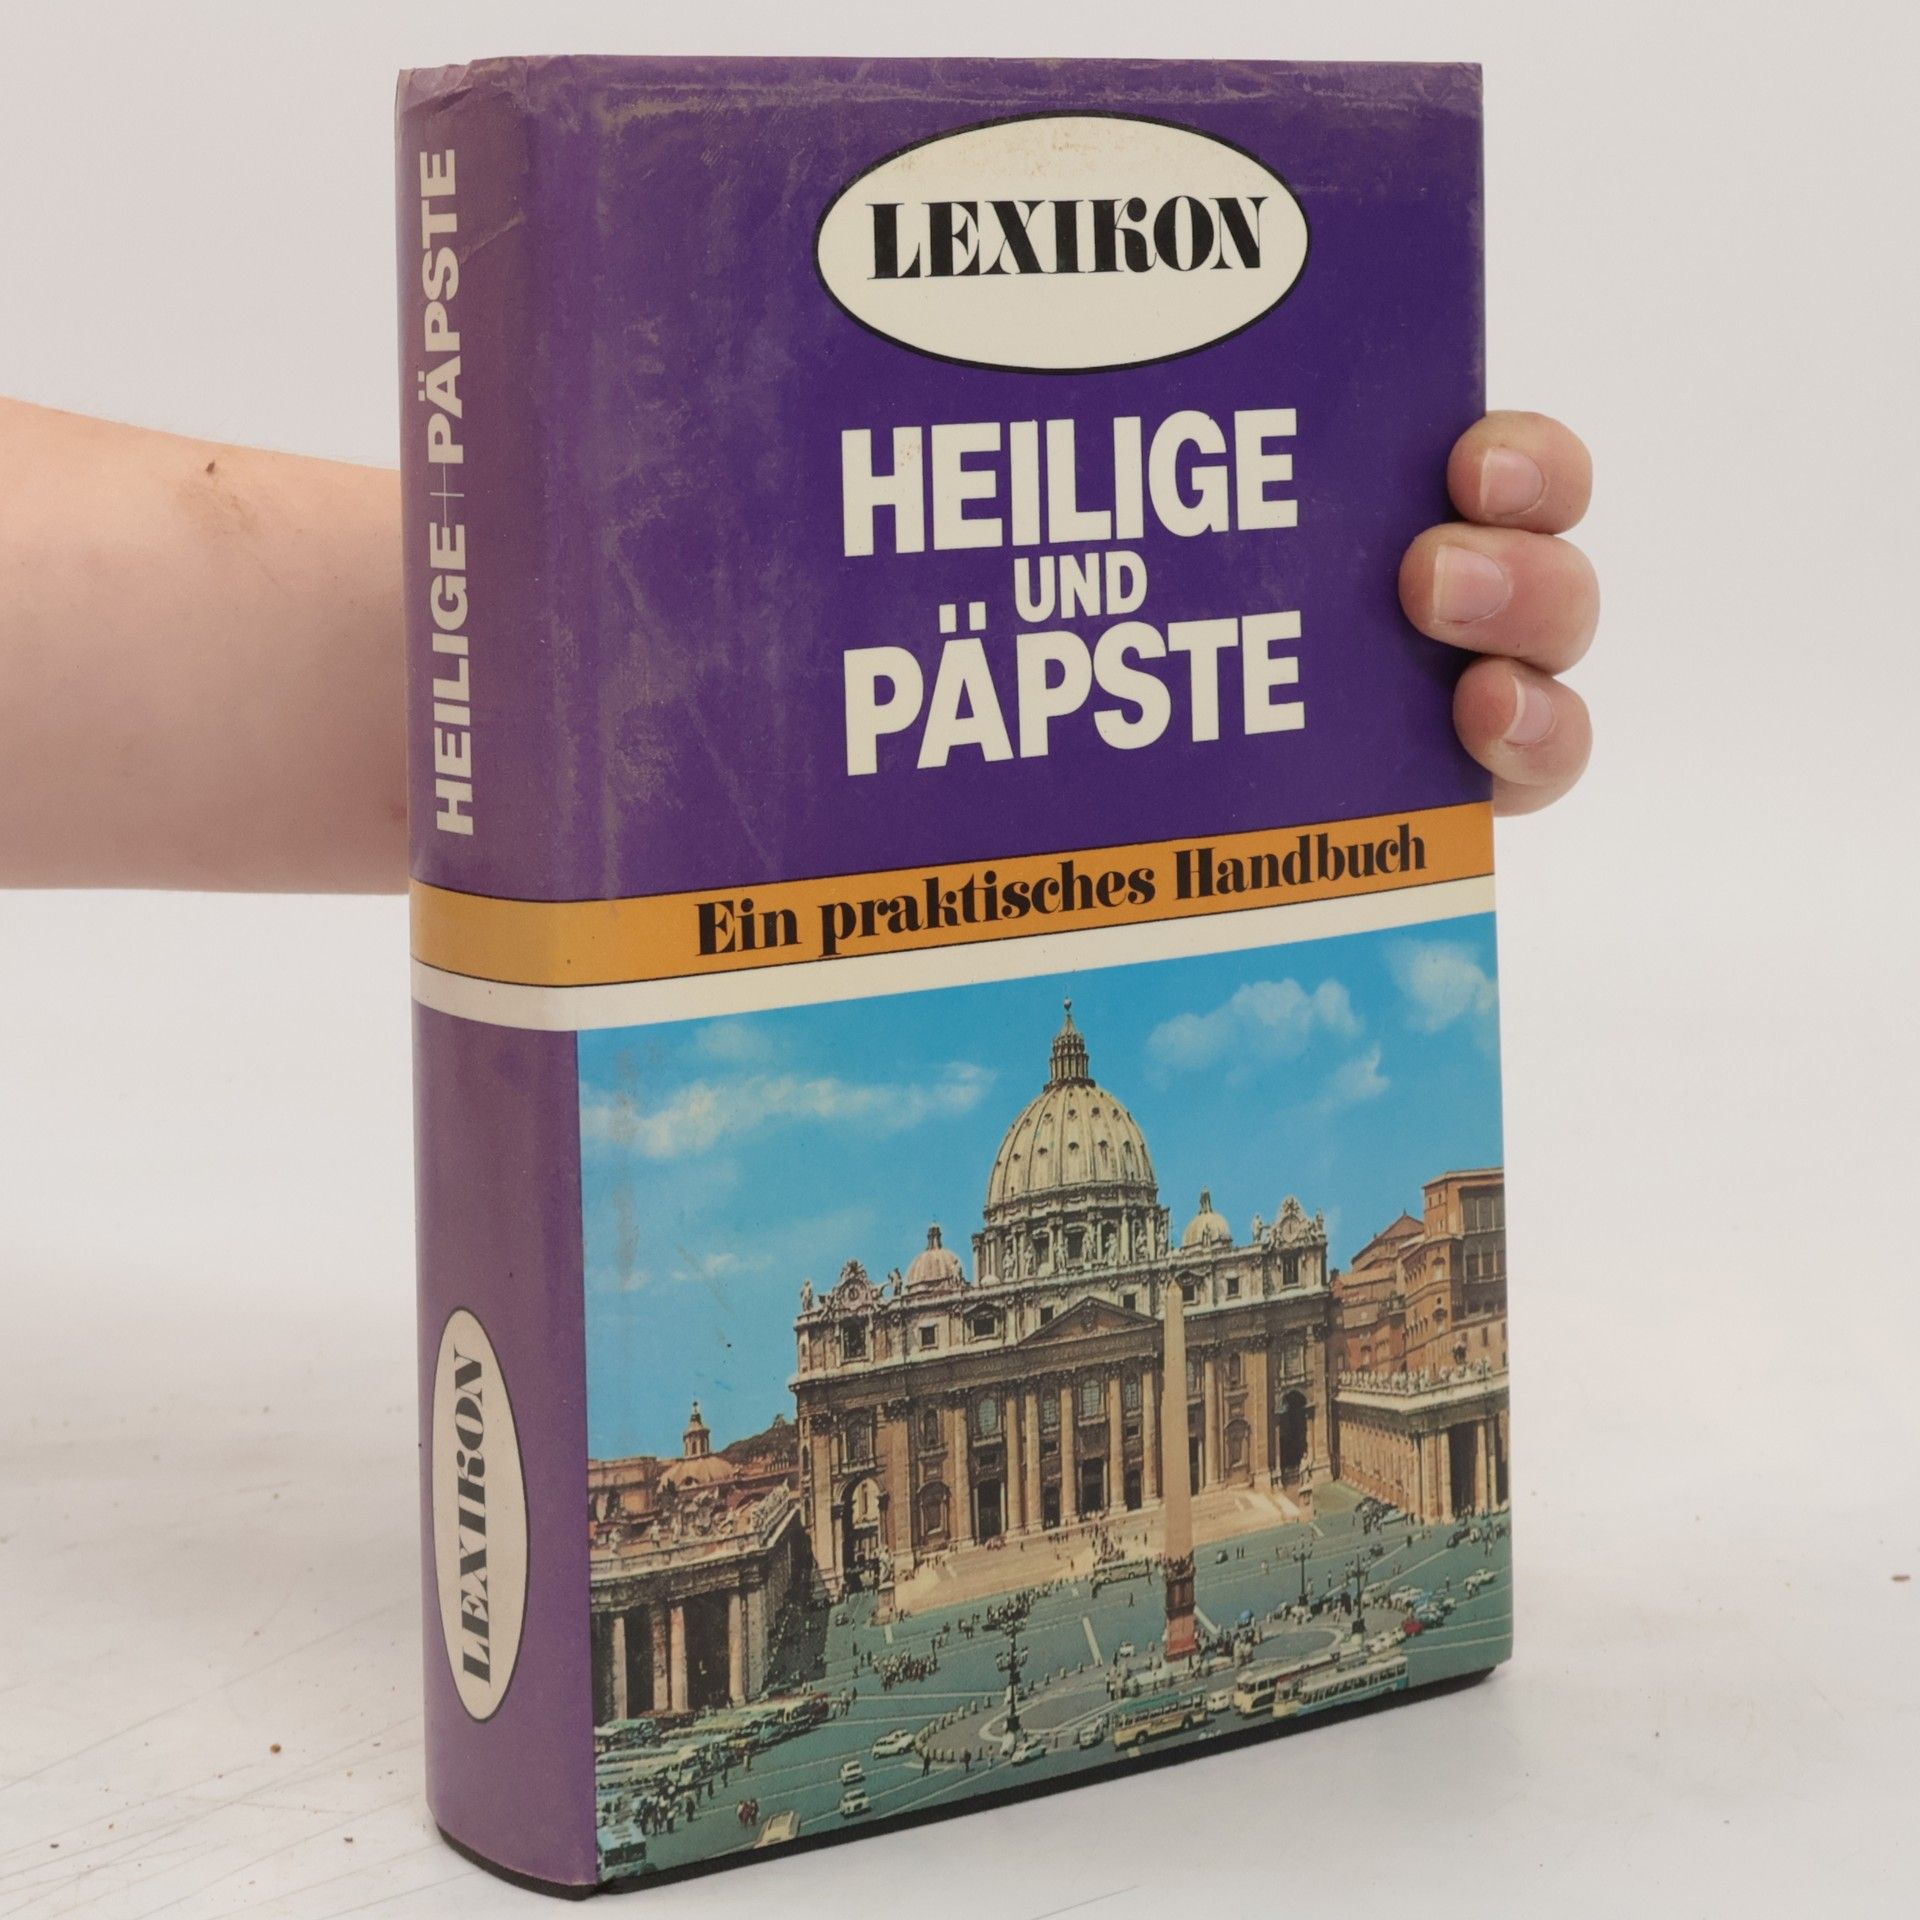 LEXIKON
HEILIGE
UND
PÄPSTE
Ein praktisches Handbuch
HEILIGE+PÄPSTE
LEXIKON